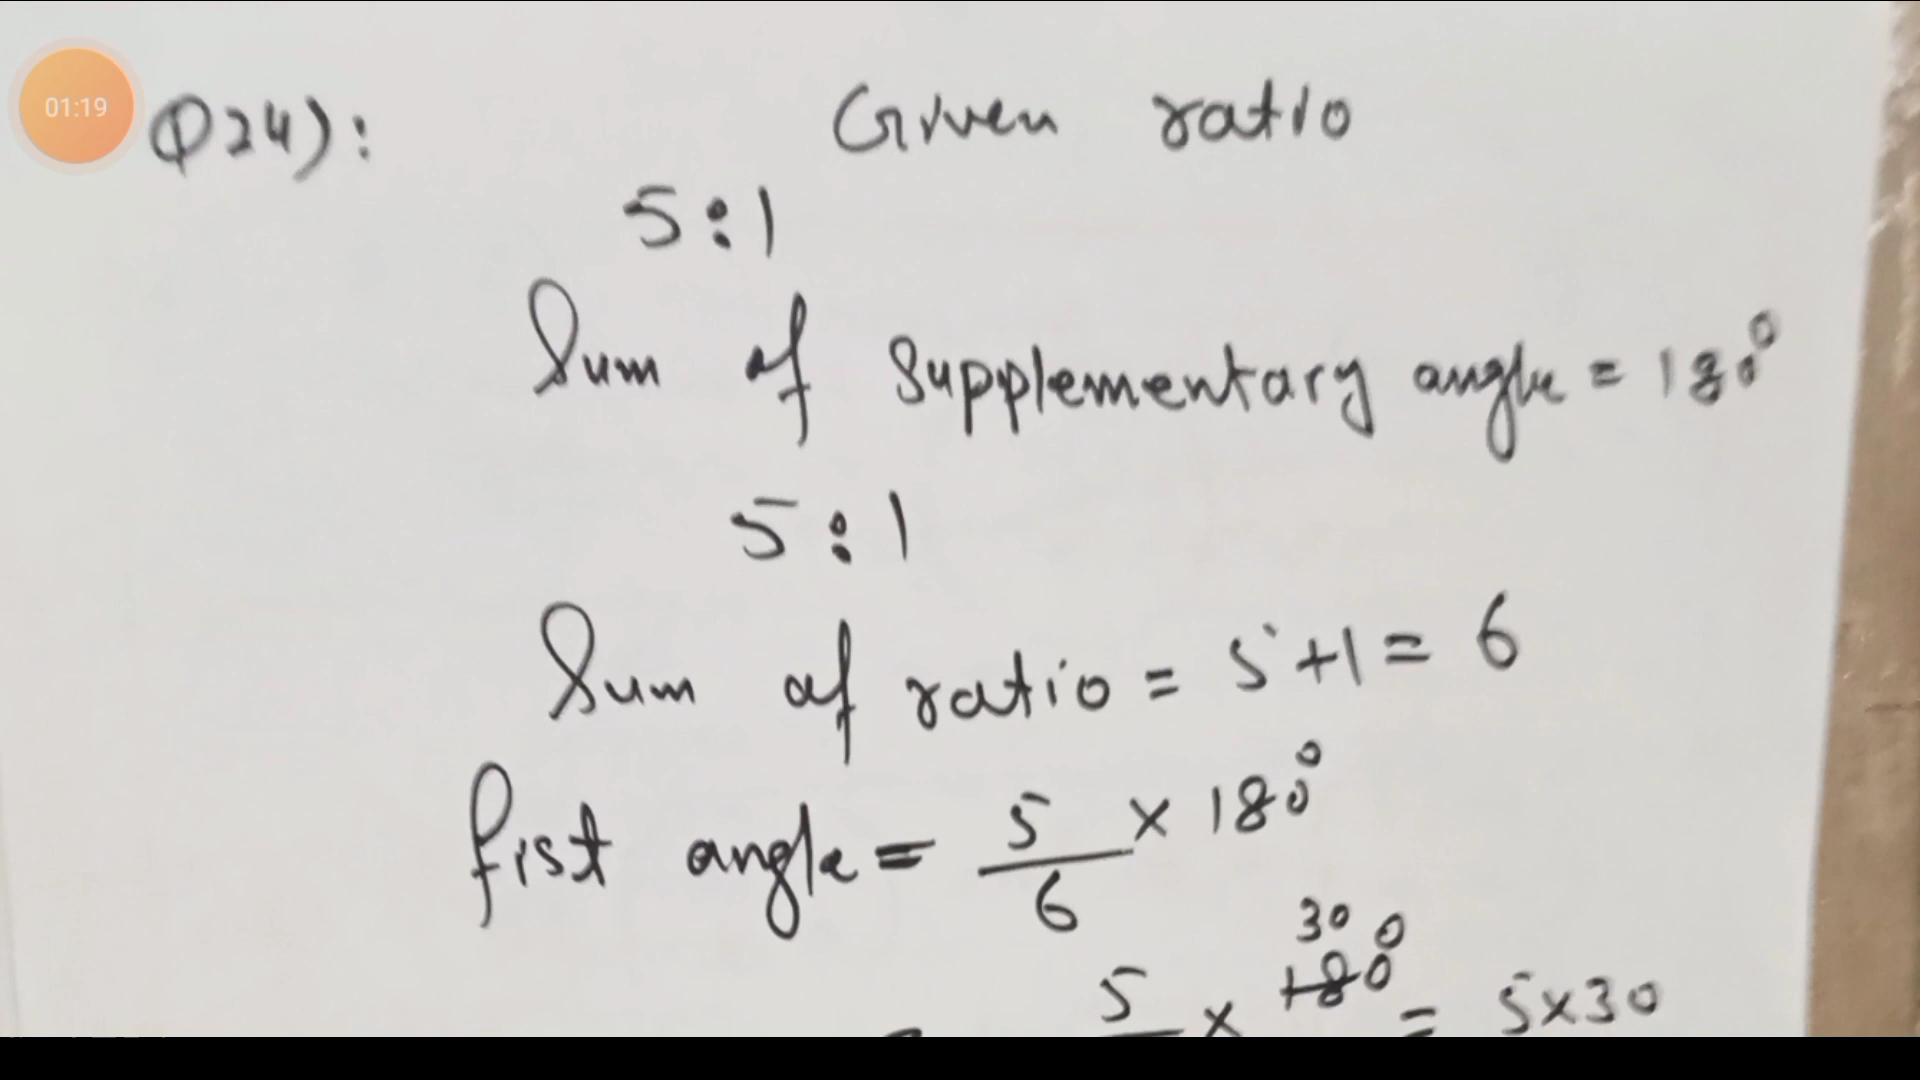 01:19
Q24):
Given ratio
5:1
Sum of Supplementary angle = 180°
5:1
Sum of ratio = 5+1 = 6
first angle = 5/6 × 180°
30
5 × 180° = 5×30